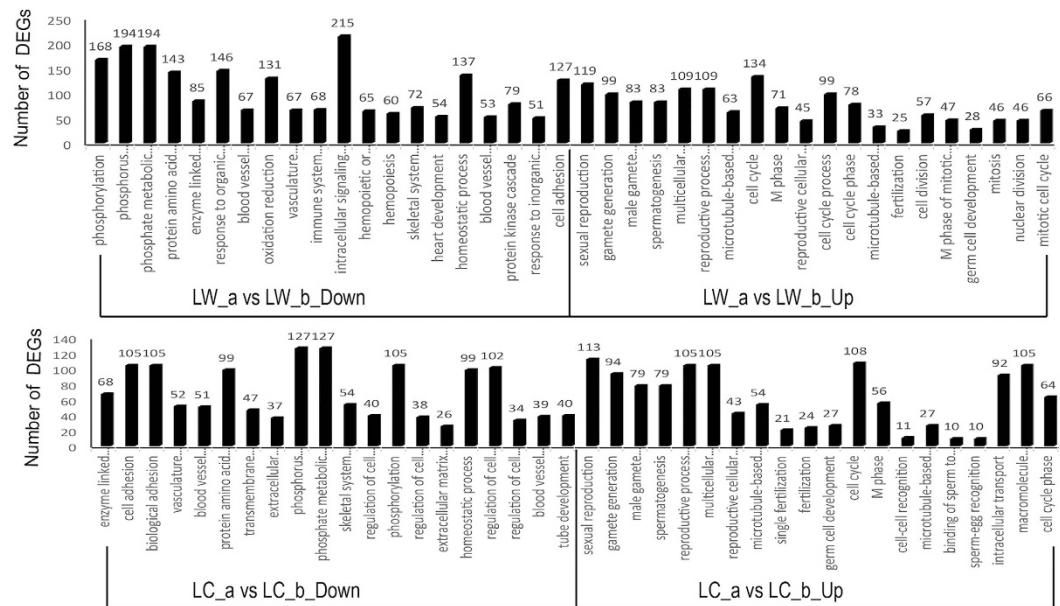 Number of DEGs
250
200
150
100
50
0
168
194
194
143
85
146
67
131
67
68
215
65
60
72
54
137
53
79
51
127
119
99
83
83
109
109
63
134
71
45
99
78
33
25
57
47
28
46
46
66
phosphorylation
phosphorus...
phosphate metabolic...
protein amino acid...
enzyme linked...
response to organic...
blood vessel...
oxidation reduction
vasculature...
immune system...
intracellular signaling...
hemopoietic or...
hemopoiesis
skeletal system...
heart development
homeostatic process
blood vessel...
protein kinase cascade
response to inorganic...
cell adhesion
sexual reproduction
gamete generation
male gamete...
spermatogenesis
multicellular...
reproductive process...
microtubule-based...
cell cycle
M phase
reproductive cellular...
cell cycle process
cell cycle phase
microtubule-based...
fertilization
cell division
M phase of mitotic...
germ cell development
mitosis
nuclear division
mitotic cell cycle
LW_a vs LW_b_Down
LW_a vs LW_b_Up
Number of DEGs
140
120
100
80
60
40
20
0
68
105
105
52
51
99
47
37
127
127
54
40
105
38
26
99
102
34
39
40
113
94
79
79
105
105
43
54
21
24
27
108
56
11
27
10
10
92
105
64
enzyme linked...
cell adhesion
biological adhesion
vasculature...
blood vessel...
protein amino acid...
transmembrane...
extracellular...
phosphorus...
phosphate metabolic...
skeletal system...
regulation of cell...
phosphorylation
regulation of cell...
extracellular matrix...
homeostatic process
regulation of cell...
regulation of cell...
blood vessel...
tube development
sexual reproduction
gamete generation
male gamete...
spermatogenesis
reproductive process...
multicellular...
reproductive cellular...
microtubule-based...
single fertilization
fertilization
germ cell development
cell cycle
M phase
cell-cell recognition
microtubule-based...
binding of sperm to...
sperm-egg recognition
intracellular transport
macromolecule...
cell cycle phase
LC_a vs LC_b_Down
LC_a vs LC_b_Up